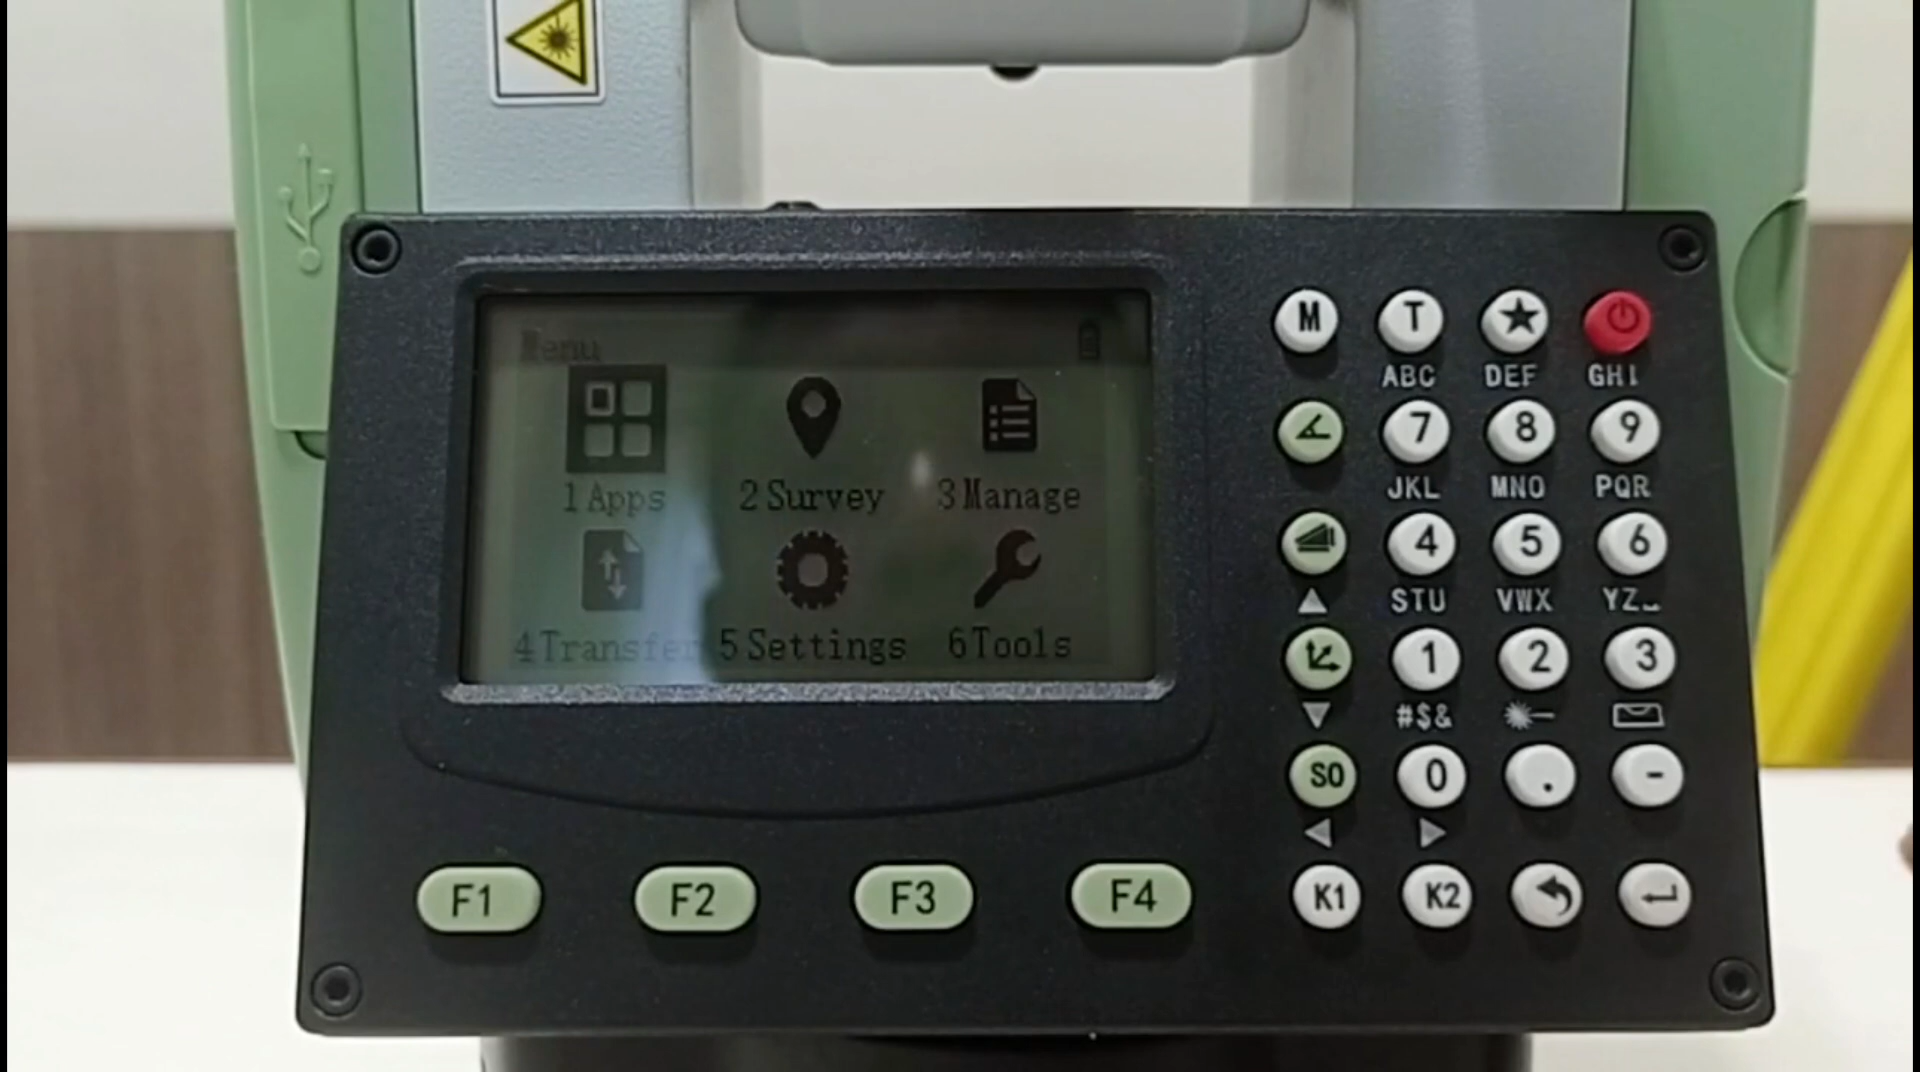 Menu
1 Apps 2 Survey 3 Manage
4 Transfer 5 Settings 6 Tools
M T
ABC DEF GHI
7 8 9
JKL MNO PQR
4 5 6
STU VWX YZ_
1 2 3
#$&
SO 0 . -
F1 F2 F3 F4 K1 K2